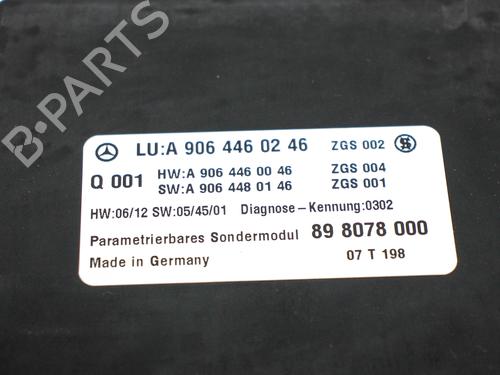 B-PARTS
LU:A 906 446 02 46 ZGS 002
Q 001 HW:A 906 446 00 46 ZGS 004
SW:A 906 448 01 46 ZGS 001
HW:06/12 SW:05/45/01 Diagnose – Kennung:0302
Parametrierbares Sondermodul 89 8078 000
Made in Germany 07 T 198